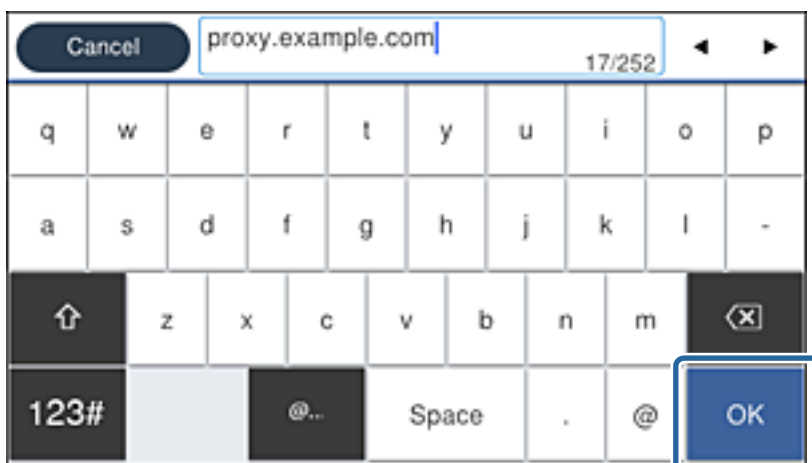 Cancel proxy.example.com 17/252
q w e r t y u i o p
a s d f g h j k l -
z x c v b n m
123# @... Space . @ OK